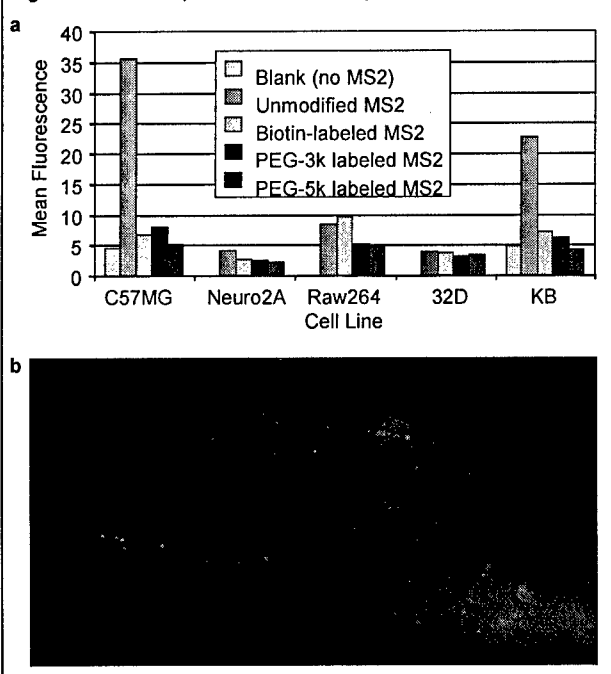 a
40
35
30
25
20
15
10
5
0
Mean Fluorescence
Blank (no MS2)
Unmodified MS2
Biotin-labeled MS2
PEG-3k labeled MS2
PEG-5k labeled MS2
C57MG Neuro2A Raw264 32D KB
Cell Line
b